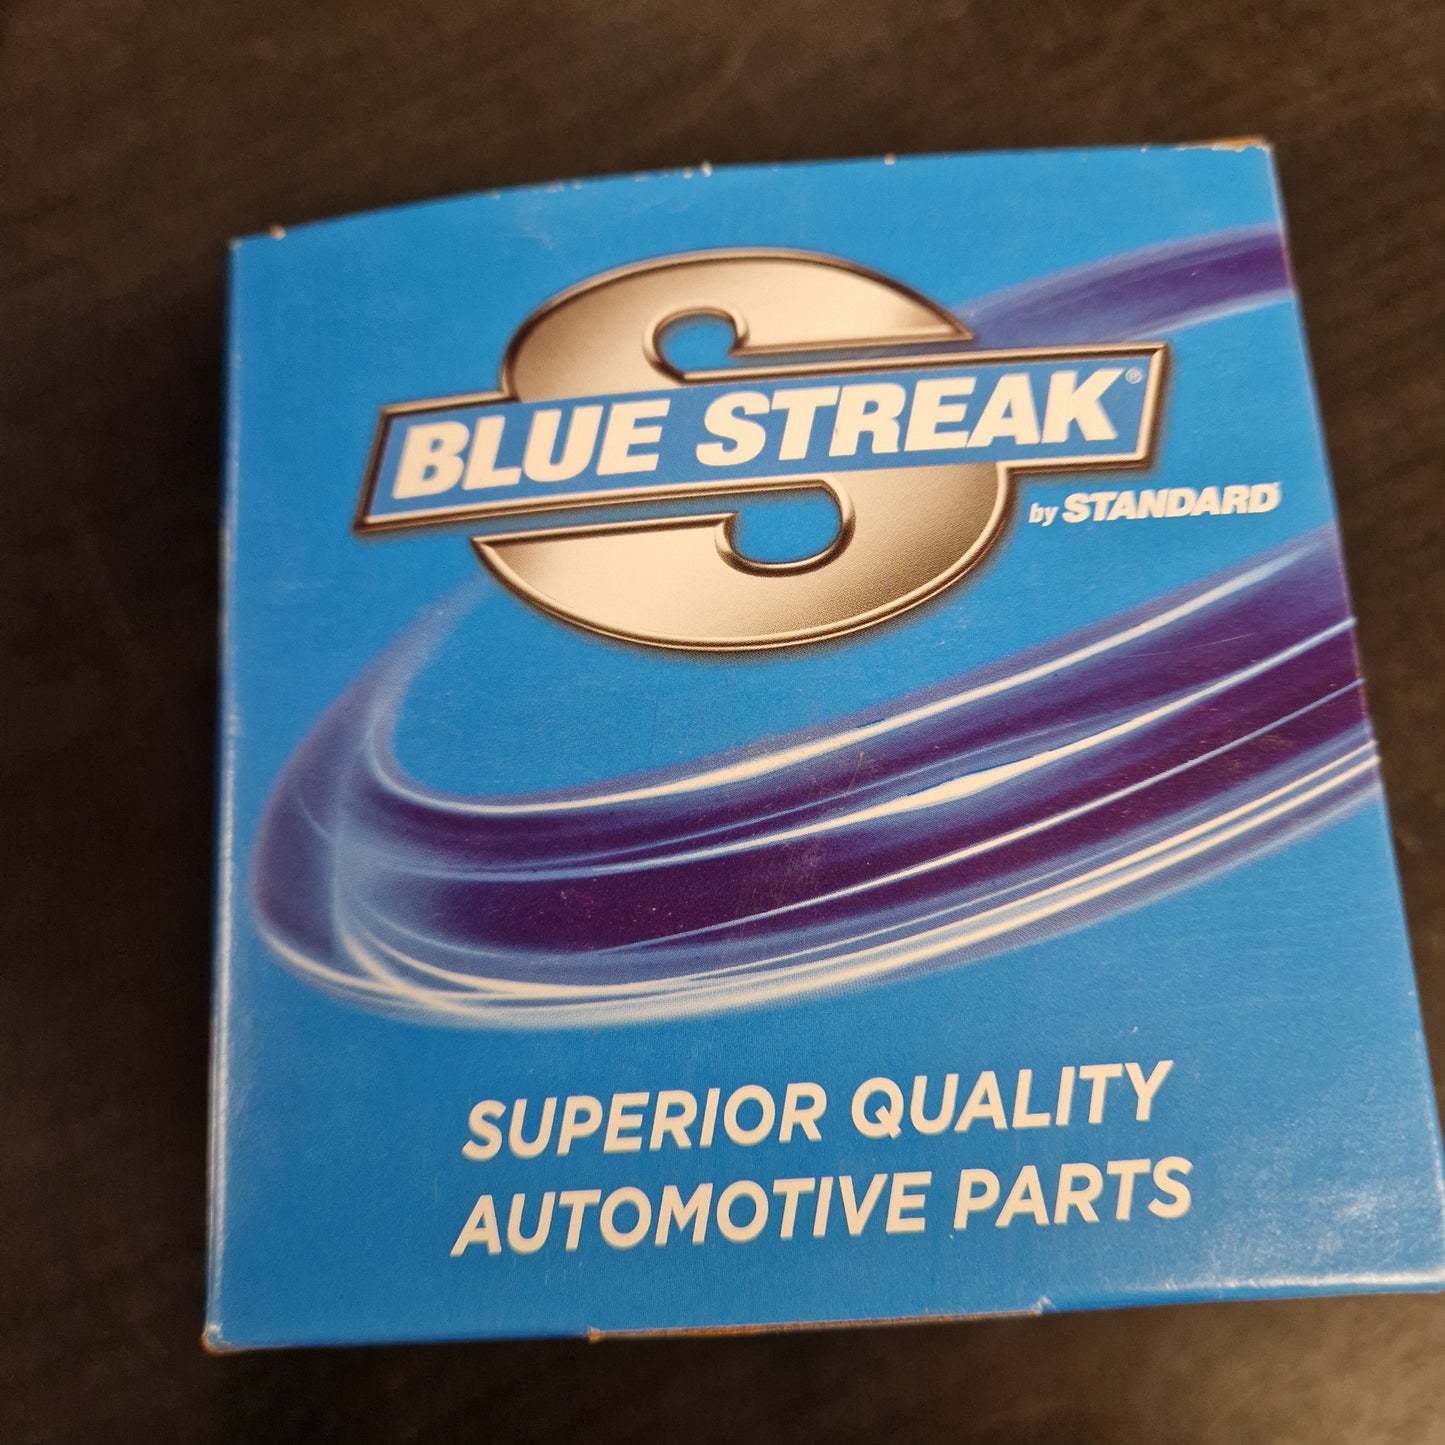 BLUE STREAK®
by STANDARD®
SUPERIOR QUALITY
AUTOMOTIVE PARTS